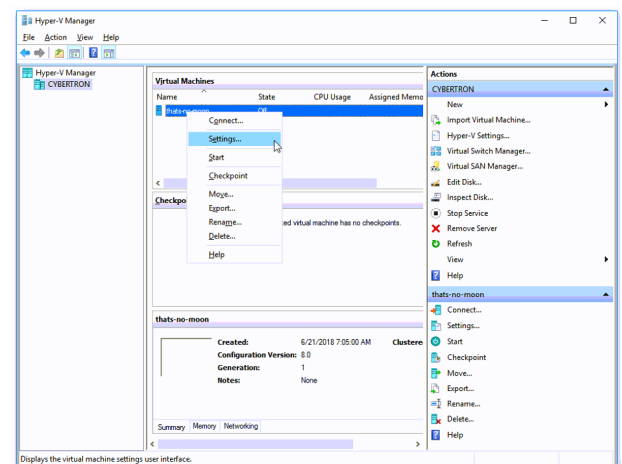 Hyper-V Manager
File Action View Help
Hyper-V Manager
CYBERTRON
Virtual Machines
Name State CPU Usage Assigned Memo
thats-no-moon Off
Connect...
Settings...
Start
Checkpoint
Move...
Export...
Rename...
Delete...
Help
Checkpo
ted virtual machine has no checkpoints.
thats-no-moon
Created: 6/21/2018 7:05:00 AM Clustere
Configuration Version: 8.0
Generation: 1
Notes: None
Summary Memory Networking
Actions
CYBERTRON
New
Import Virtual Machine...
Hyper-V Settings...
Virtual Switch Manager...
Virtual SAN Manager...
Edit Disk...
Inspect Disk...
Stop Service
Remove Server
Refresh
View
Help
thats-no-moon
Connect...
Settings...
Start
Checkpoint
Move...
Export...
Rename...
Delete...
Help
Displays the virtual machine settings user interface.